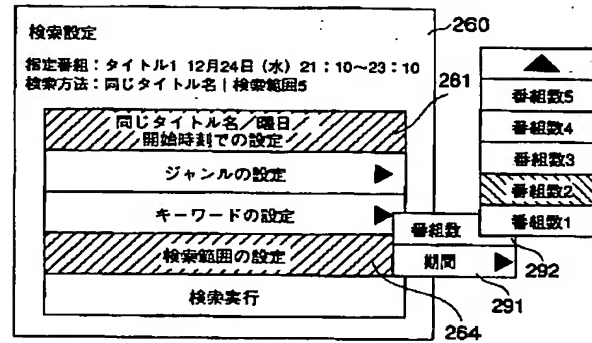 検索設定
260
指定番組：タイトル1 12月24日（水）21：10～23：10
検索方法：同じタイトル名｜検索範囲5
261
同じタイトル名／曜日／
開始時刻での設定
ジャンルの設定
キーワードの設定
検索範囲の設定
検索実行
264
番組数
期間
291
番組数5
番組数4
番組数3
番組数2
番組数1
292